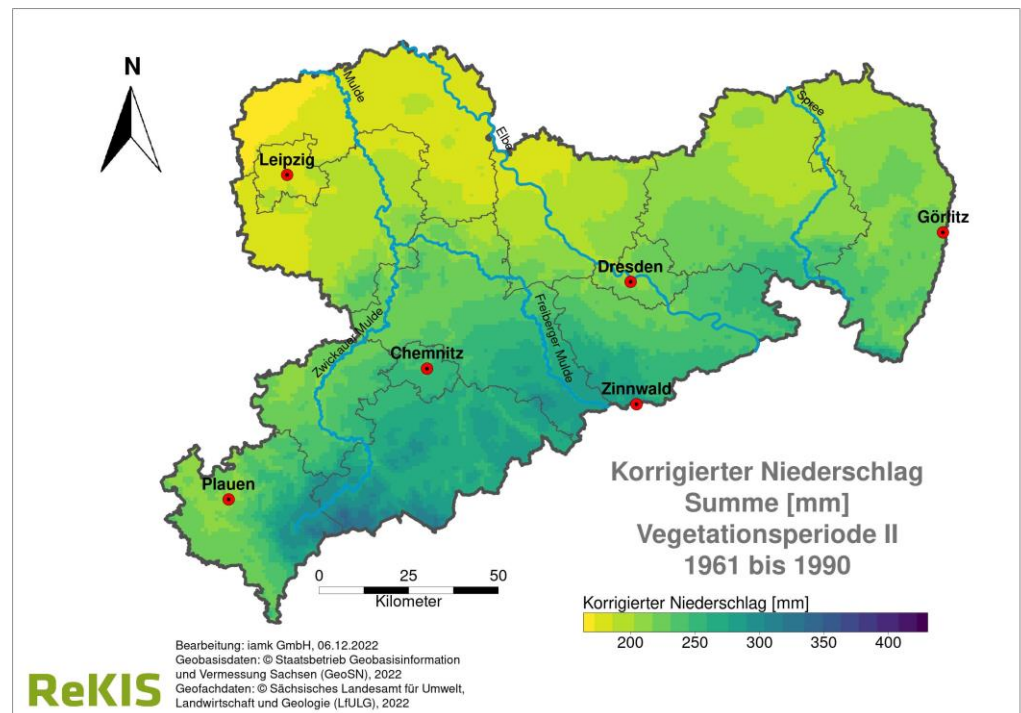 N
Mulde
Elbe
Spree
Leipzig
Görlitz
Dresden
Zwickauer Mulde
Freiberger Mulde
Chemnitz
Zinnwald
Plauen
Korrigierter Niederschlag
Summe [mm]
Vegetationsperiode II
1961 bis 1990
0 25 50
Kilometer
Korrigierter Niederschlag [mm]
200 250 300 350 400
Bearbeitung: iamk GmbH, 06.12.2022
Geobasisdaten: © Staatsbetrieb Geobasisinformation
und Vermessung Sachsen (GeoSN), 2022
Geofachdaten: © Sächsisches Landesamt für Umwelt,
Landwirtschaft und Geologie (LfULG), 2022
ReKIS